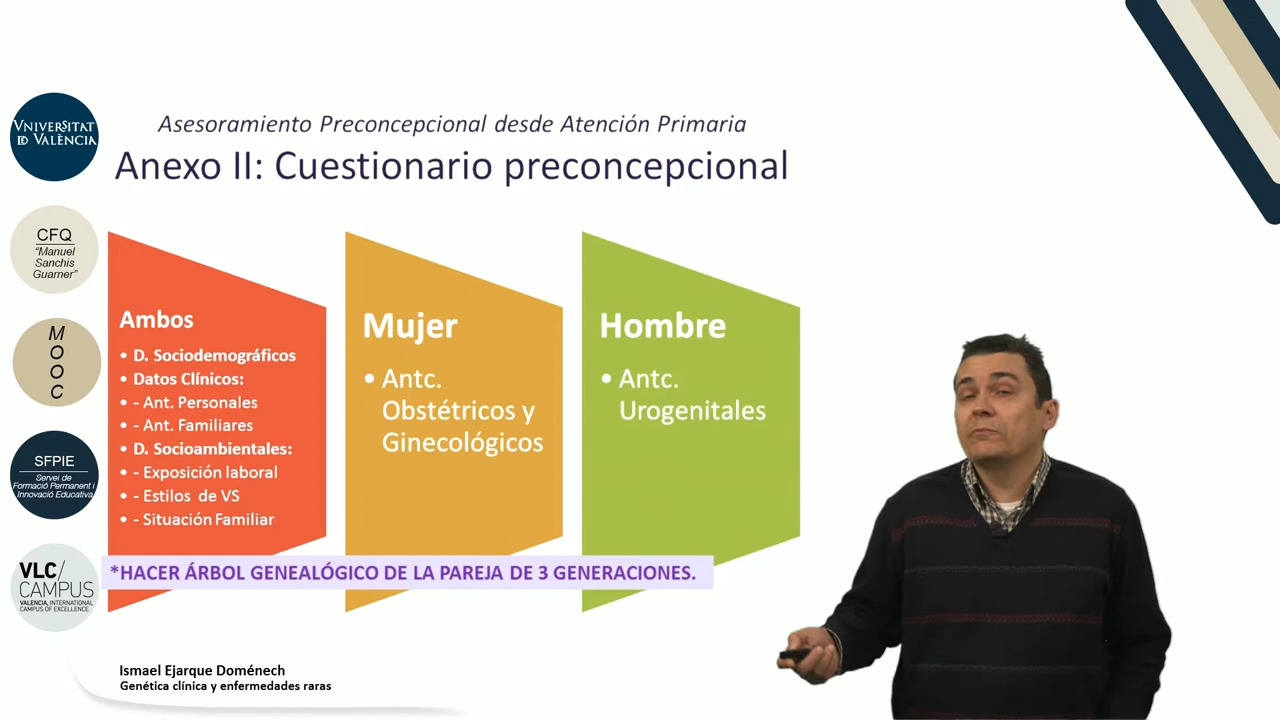 Asesoramiento Preconcepcional desde Atención Primaria
Anexo II: Cuestionario preconcepcional
VNIVERSITAT
ID VALÈNCIA
CFQ
“Manuel
Sanchis
Guarner”
M
O
O
C
SFPIE
Servei de
Formació Permanent i
Innovació Educativa
VLC/
CAMPUS
VALENCIA, INTERNATIONAL
CAMPUS OF EXCELLENCE
Ambos
• D. Sociodemográficos
• Datos Clínicos:
• - Ant. Personales
• - Ant. Familiares
• D. Socioambientales:
• - Exposición laboral
• - Estilos de VS
• - Situación Familiar
Mujer
• Antc.
Obstétricos y
Ginecológicos
Hombre
• Antc.
Urogenitales
*HACER ÁRBOL GENEALÓGICO DE LA PAREJA DE 3 GENERACIONES.
Ismael Ejarque Doménech
Genética clínica y enfermedades raras